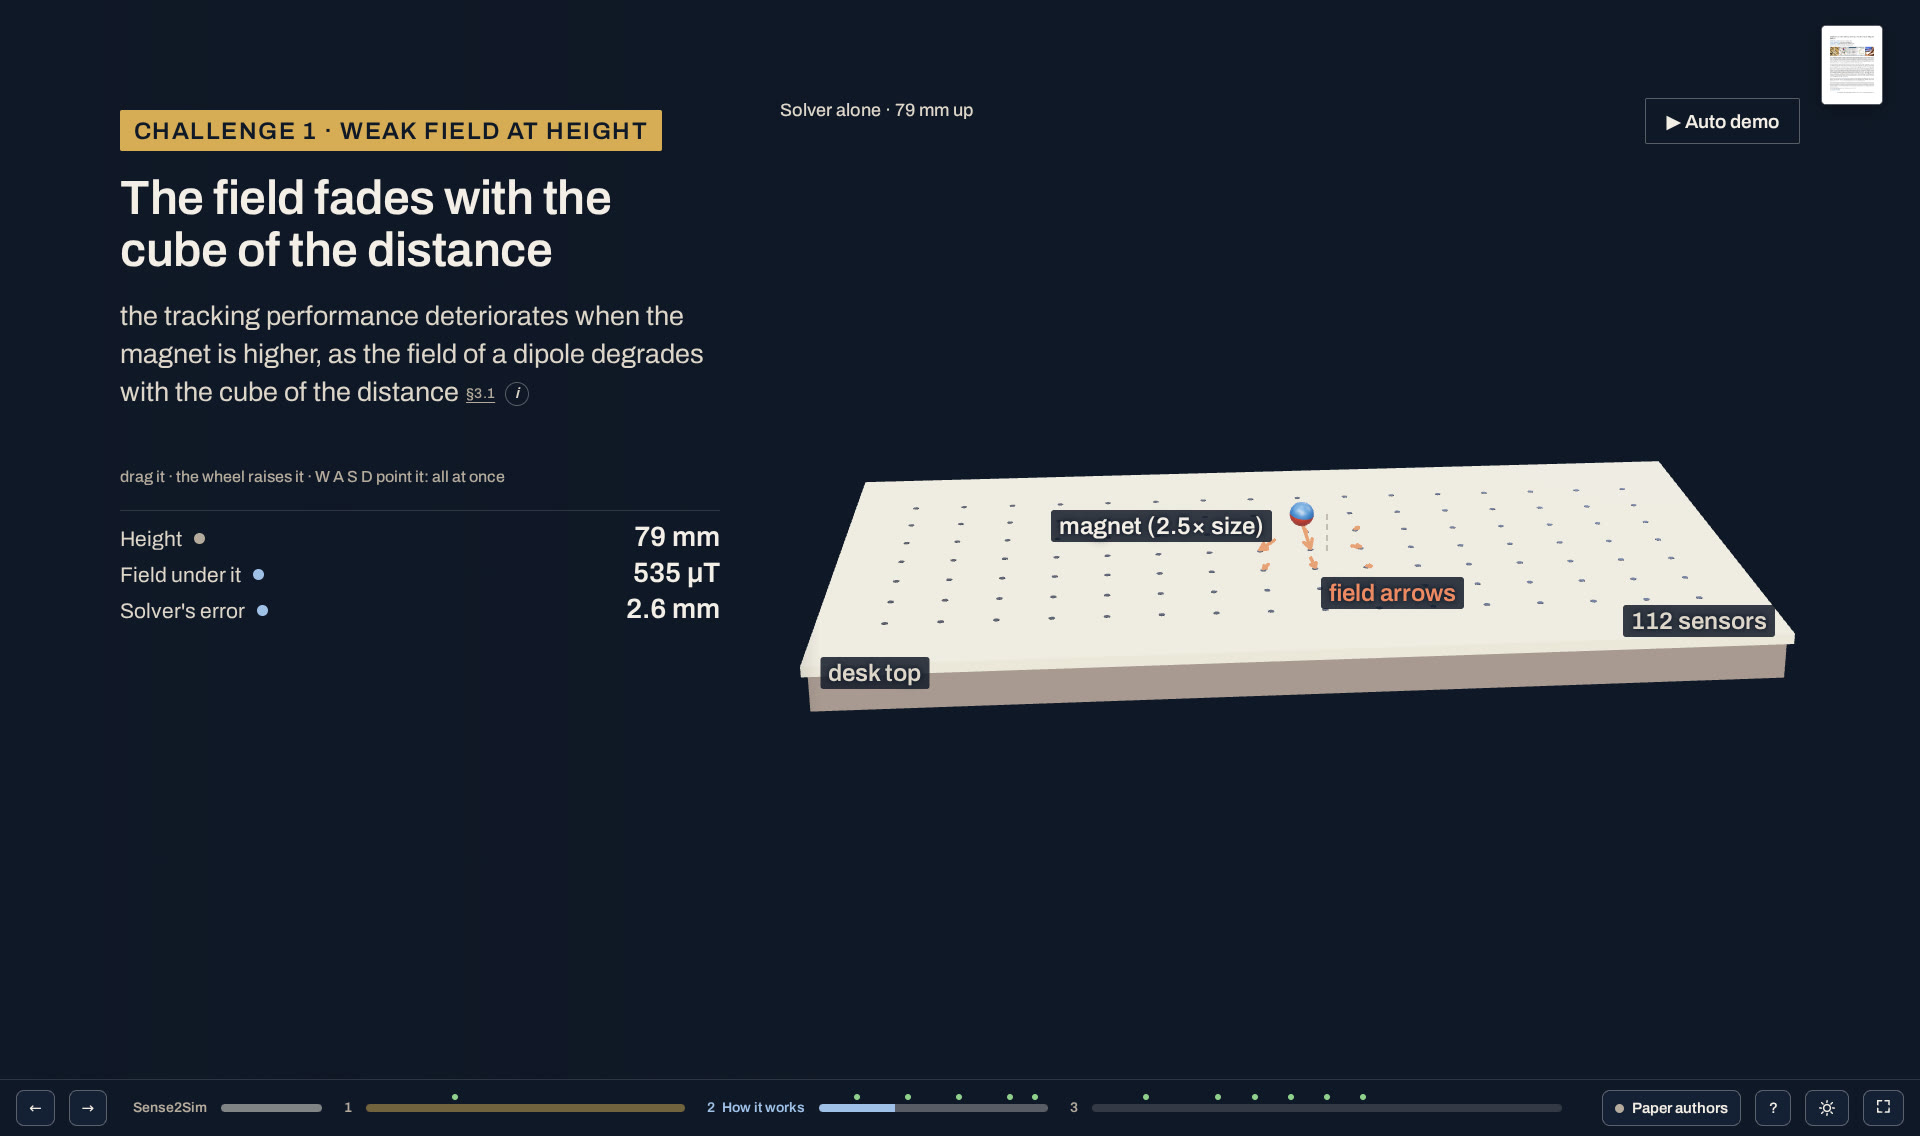 CHALLENGE 1 · WEAK FIELD AT HEIGHT
The field fades with the
cube of the distance
the tracking performance deteriorates when the
magnet is higher, as the field of a dipole degrades
with the cube of the distance §3.1 i
drag it · the wheel raises it · W A S D point it: all at once
Height 79 mm
Field under it 535 µT
Solver's error 2.6 mm
Solver alone · 79 mm up
▶ Auto demo
magnet (2.5× size)
field arrows
112 sensors
desk top
← → Sense2Sim 1 2 How it works 3 Paper authors ?